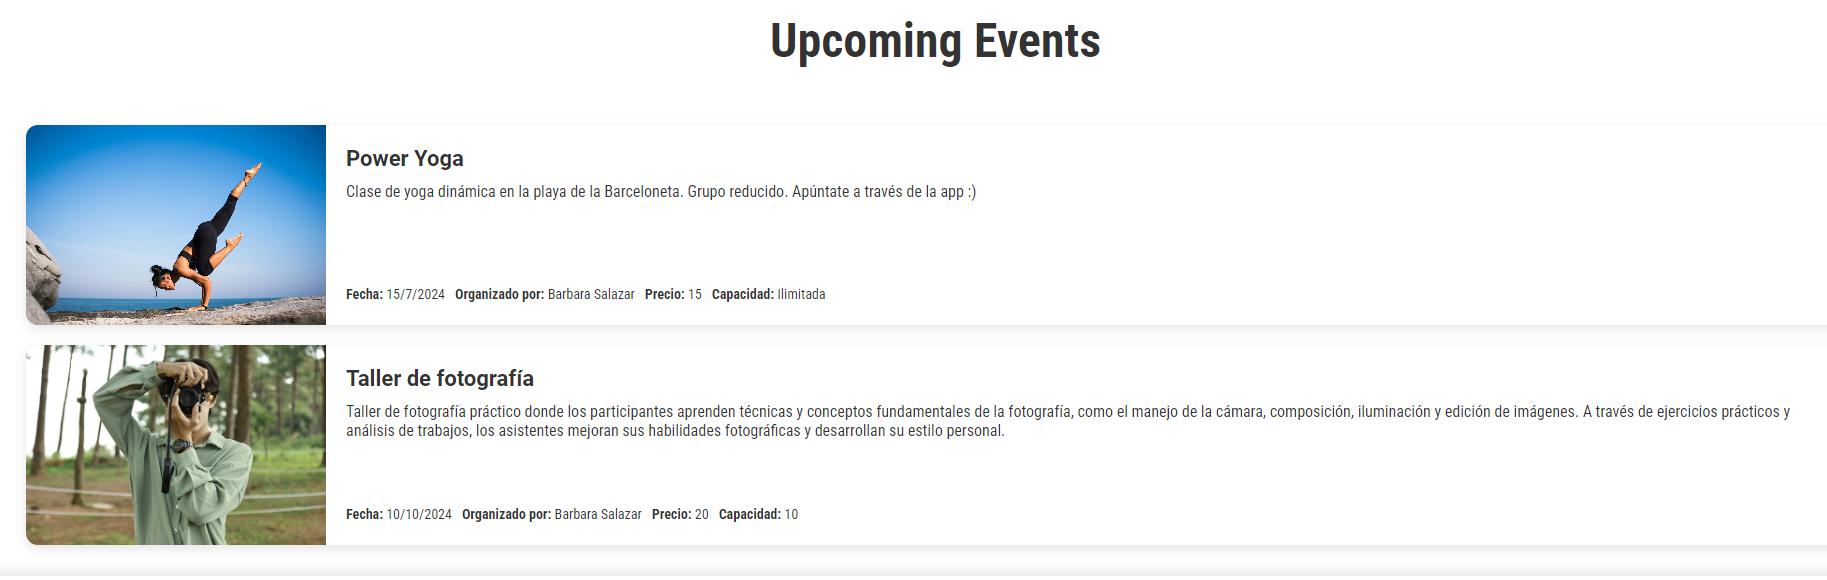 Upcoming Events
Power Yoga
Clase de yoga dinámica en la playa de la Barceloneta. Grupo reducido. Apúntate a través de la app :)
Fecha: 15/7/2024 Organizado por: Barbara Salazar Precio: 15 Capacidad: Ilimitada
Taller de fotografía
Taller de fotografía práctico donde los participantes aprenden técnicas y conceptos fundamentales de la fotografía, como el manejo de la cámara, composición, iluminación y edición de imágenes. A través de ejercicios prácticos y
análisis de trabajos, los asistentes mejoran sus habilidades fotográficas y desarrollan su estilo personal.
Fecha: 10/10/2024 Organizado por: Barbara Salazar Precio: 20 Capacidad: 10